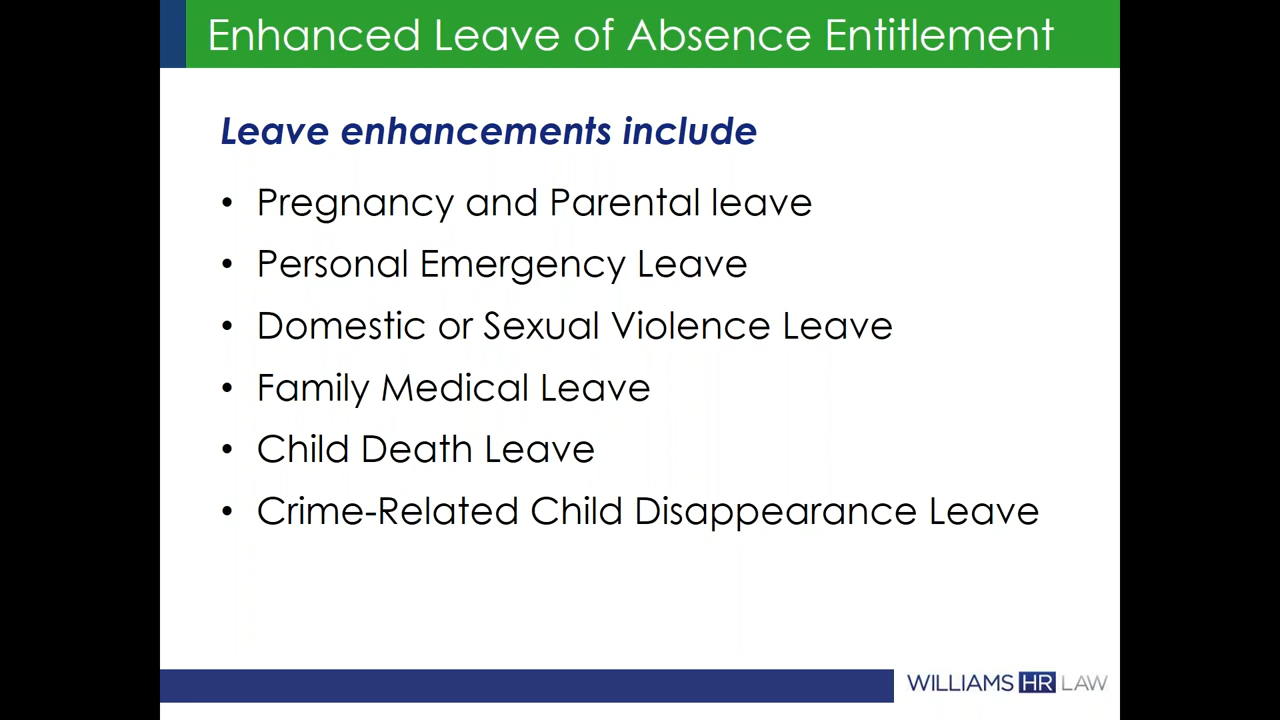 Enhanced Leave of Absence Entitlement
Leave enhancements include
• Pregnancy and Parental leave
• Personal Emergency Leave
• Domestic or Sexual Violence Leave
• Family Medical Leave
• Child Death Leave
• Crime-Related Child Disappearance Leave
WILLIAMS HR LAW